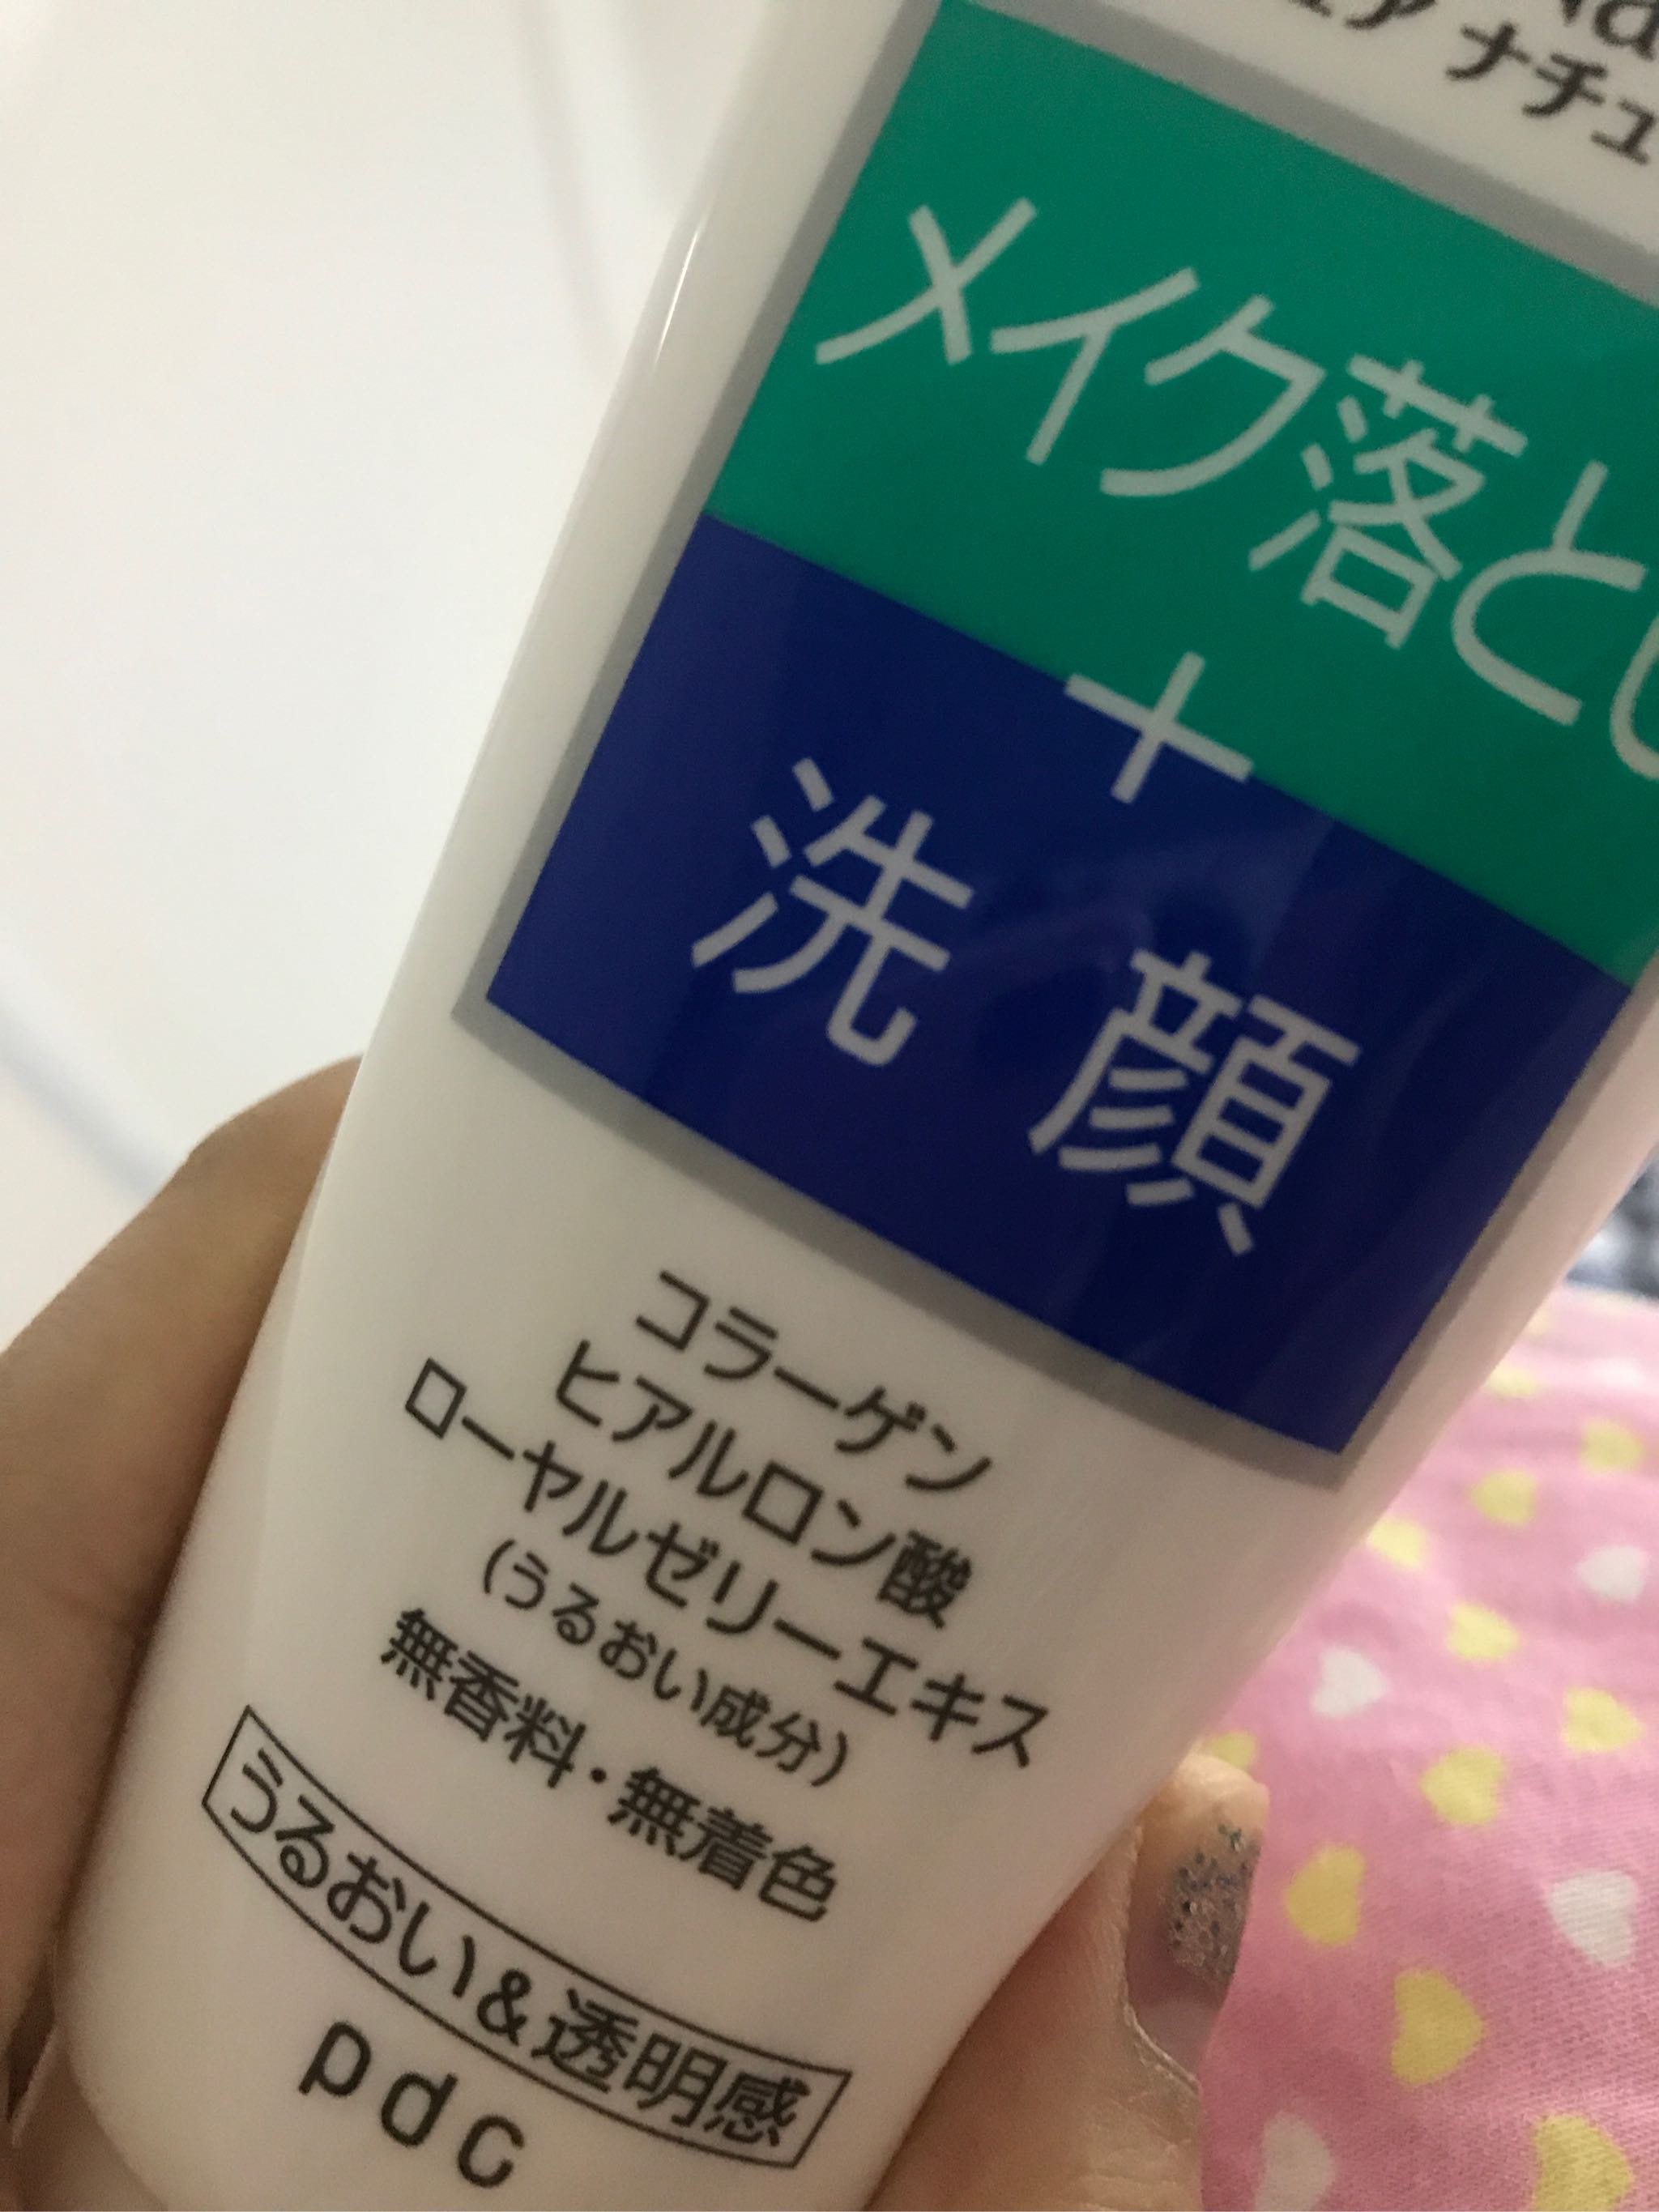 ナチュ
メイク落とし
+
洗顔
コラーゲン
ヒアルロン酸
ローヤルゼリーエキス
(うるおい成分)
無香料・無着色
うるおい&透明感
pdc